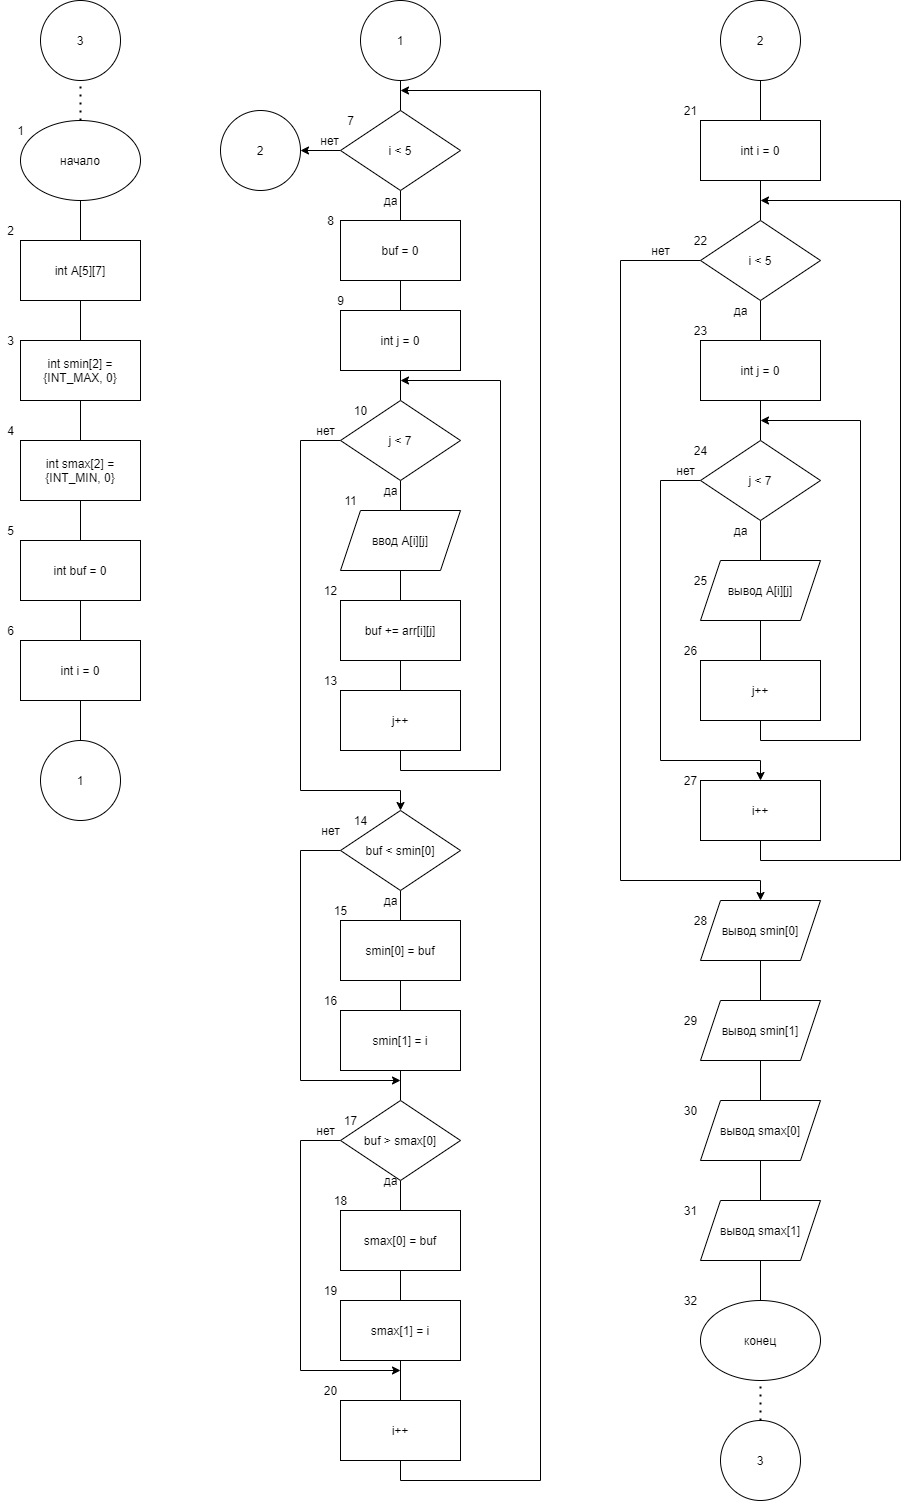 3
1
начало
2
int A[5][7]
3
int smin[2] =
{INT_MAX, 0}
4
int smax[2] =
{INT_MIN, 0}
5
int buf = 0
6
int i = 0
1
1
7
i < 5
нет
2
да
8
buf = 0
9
int j = 0
10
j < 7
нет
да
11
ввод A[i][j]
12
buf += arr[i][j]
13
j++
14
нет
buf < smin[0]
да
15
smin[0] = buf
16
smin[1] = i
17
нет
buf > smax[0]
да
18
smax[0] = buf
19
smax[1] = i
20
i++
2
21
int i = 0
22
нет
i < 5
да
23
int j = 0
24
нет
j < 7
да
25
вывод A[i][j]
26
j++
27
i++
28
вывод smin[0]
29
вывод smin[1]
30
вывод smax[0]
31
вывод smax[1]
32
конец
3